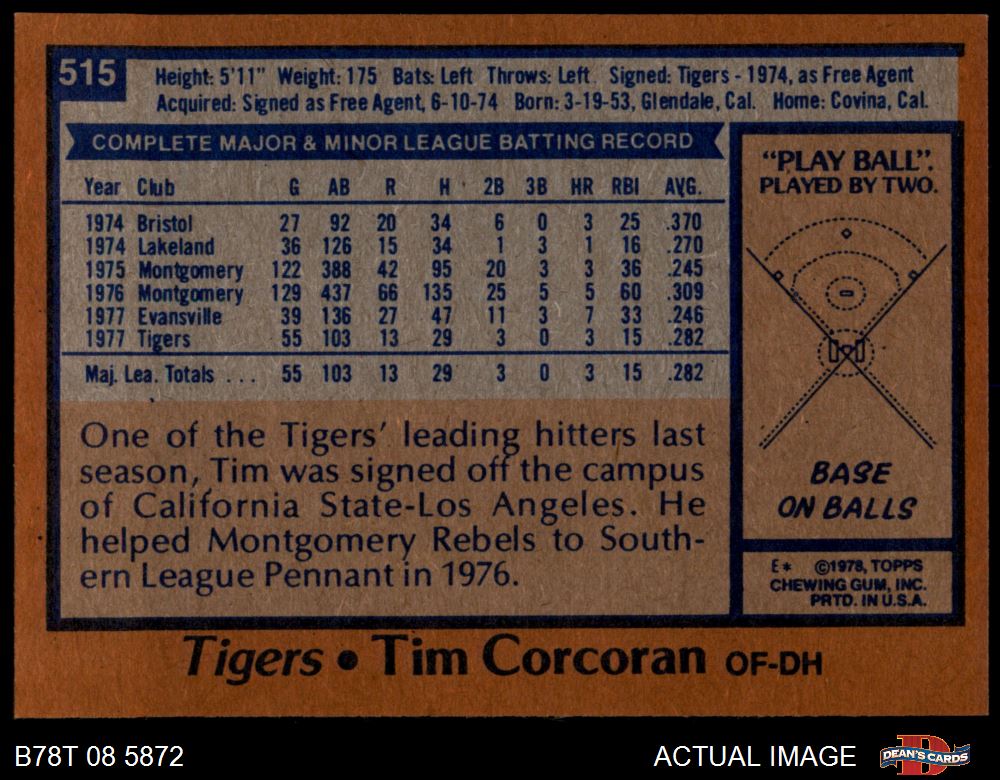 515
Height: 5'11" Weight: 175 Bats: Left Throws: Left Signed: Tigers - 1974, as Free Agent
Acquired: Signed as Free Agent, 6-10-74 Born: 3-19-53, Glendale, Cal. Home: Covina, Cal.
COMPLETE MAJOR & MINOR LEAGUE BATTING RECORD
Year Club G AB R H 2B 3B HR RBI AVG.
1974 Bristol 27 92 20 34 6 0 3 25 .370
1974 Lakeland 36 126 15 34 1 3 1 16 .270
1975 Montgomery 122 388 42 95 20 3 3 36 .245
1976 Montgomery 129 437 66 135 25 5 5 60 .309
1977 Evansville 39 136 27 47 11 3 7 33 .246
1977 Tigers 55 103 13 29 3 0 3 15 .282
Maj. Lea. Totals . . . 55 103 13 29 3 0 3 15 .282
One of the Tigers' leading hitters last
season, Tim was signed off the campus
of California State-Los Angeles. He
helped Montgomery Rebels to South-
ern League Pennant in 1976.
"PLAY BALL".
PLAYED BY TWO.
BASE
ON BALLS
E* ©1978, TOPPS
CHEWING GUM, INC.
PRTD. IN U.S.A.
Tigers • Tim Corcoran OF-DH
B78T 08 5872
ACTUAL IMAGE
D
DEAN'S CARDS